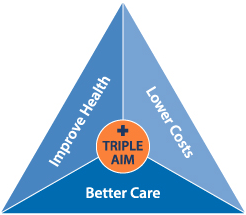 Improve Health
Lower Costs
TRIPLE
AIM
Better Care